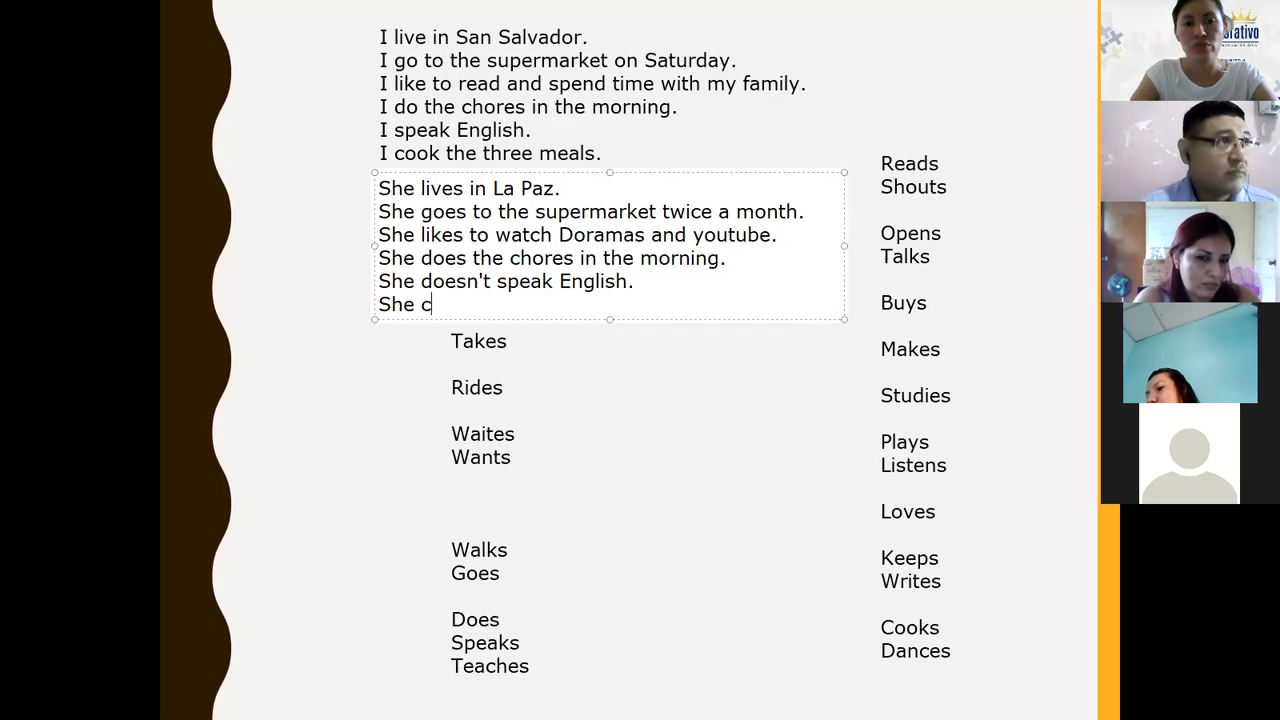 I live in San Salvador.
I go to the supermarket on Saturday.
I like to read and spend time with my family.
I do the chores in the morning.
I speak English.
I cook the three meals.
She lives in La Paz.
She goes to the supermarket twice a month.
She likes to watch Doramas and youtube.
She does the chores in the morning.
She doesn't speak English.
She c
Takes
Rides
Waites
Wants
Walks
Goes
Does
Speaks
Teaches
Reads
Shouts
Opens
Talks
Buys
Makes
Studies
Plays
Listens
Loves
Keeps
Writes
Cooks
Dances